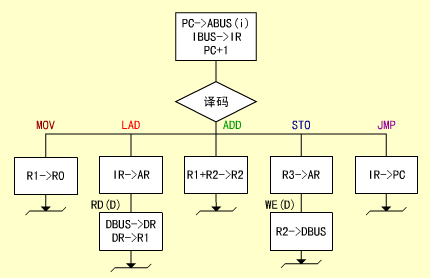 PC->ABUS(i)
IBUS->IR
PC+1
译码
MOV LAD ADD STO JMP
R1->R0 IR->AR R1+R2->R2 R3->AR IR->PC
RD(D) WE(D)
DBUS->DR
DR->R1
R2->DBUS